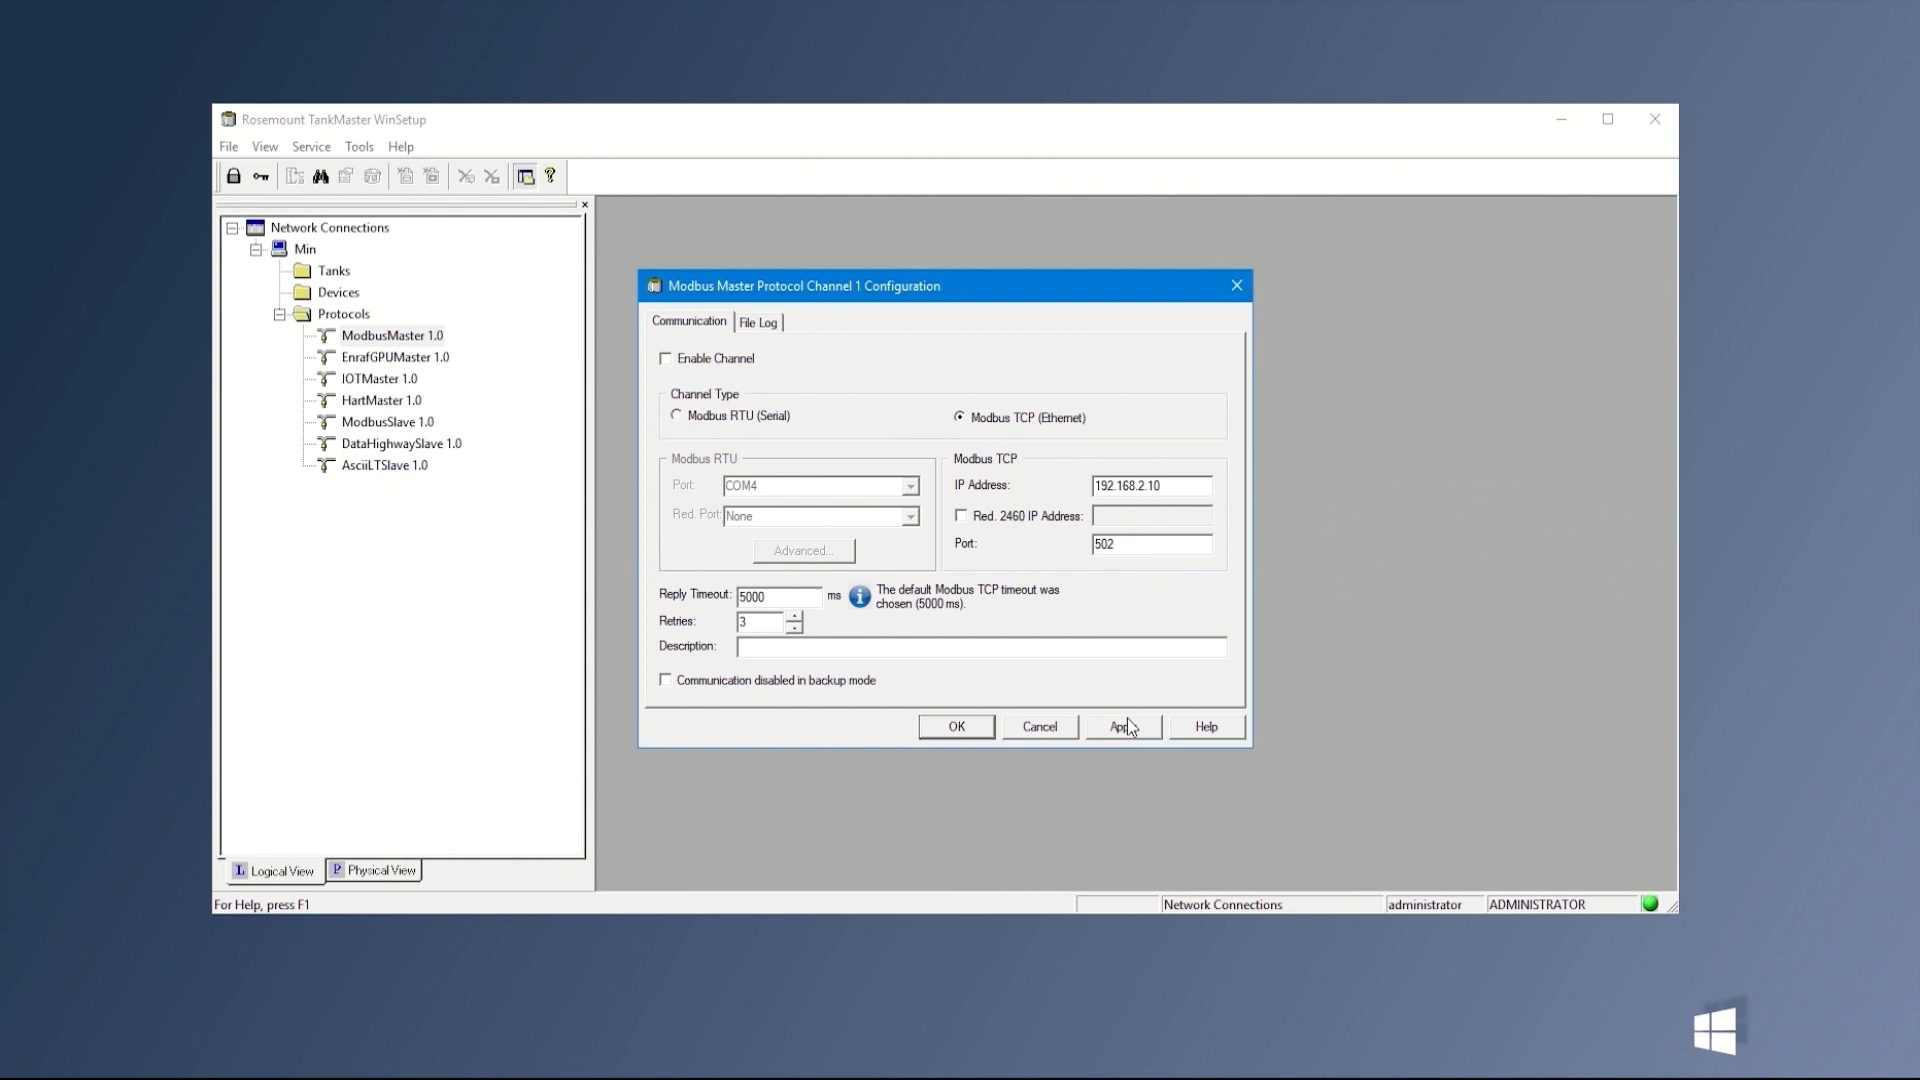 Rosemount TankMaster WinSetup
File View Service Tools Help
Network Connections
Min
Tanks
Devices
Protocols
ModbusMaster 1.0
EnrafGPUMaster 1.0
IOTMaster 1.0
HartMaster 1.0
ModbusSlave 1.0
DataHighwaySlave 1.0
AsciiLTSlave 1.0
L Logical View P Physical View
Modbus Master Protocol Channel 1 Configuration
Communication File Log
Enable Channel
Channel Type
Modbus RTU (Serial) Modbus TCP (Ethernet)
Modbus RTU
Port: COM4
Red. Port: None
Advanced...
Modbus TCP
IP Address: 192.168.2.10
Red. 2460 IP Address:
Port: 502
Reply Timeout: 5000 ms
The default Modbus TCP timeout was
chosen (5000 ms).
Retries: 3
Description:
Communication disabled in backup mode
OK Cancel Help
For Help, press F1 Network Connections administrator ADMINISTRATOR